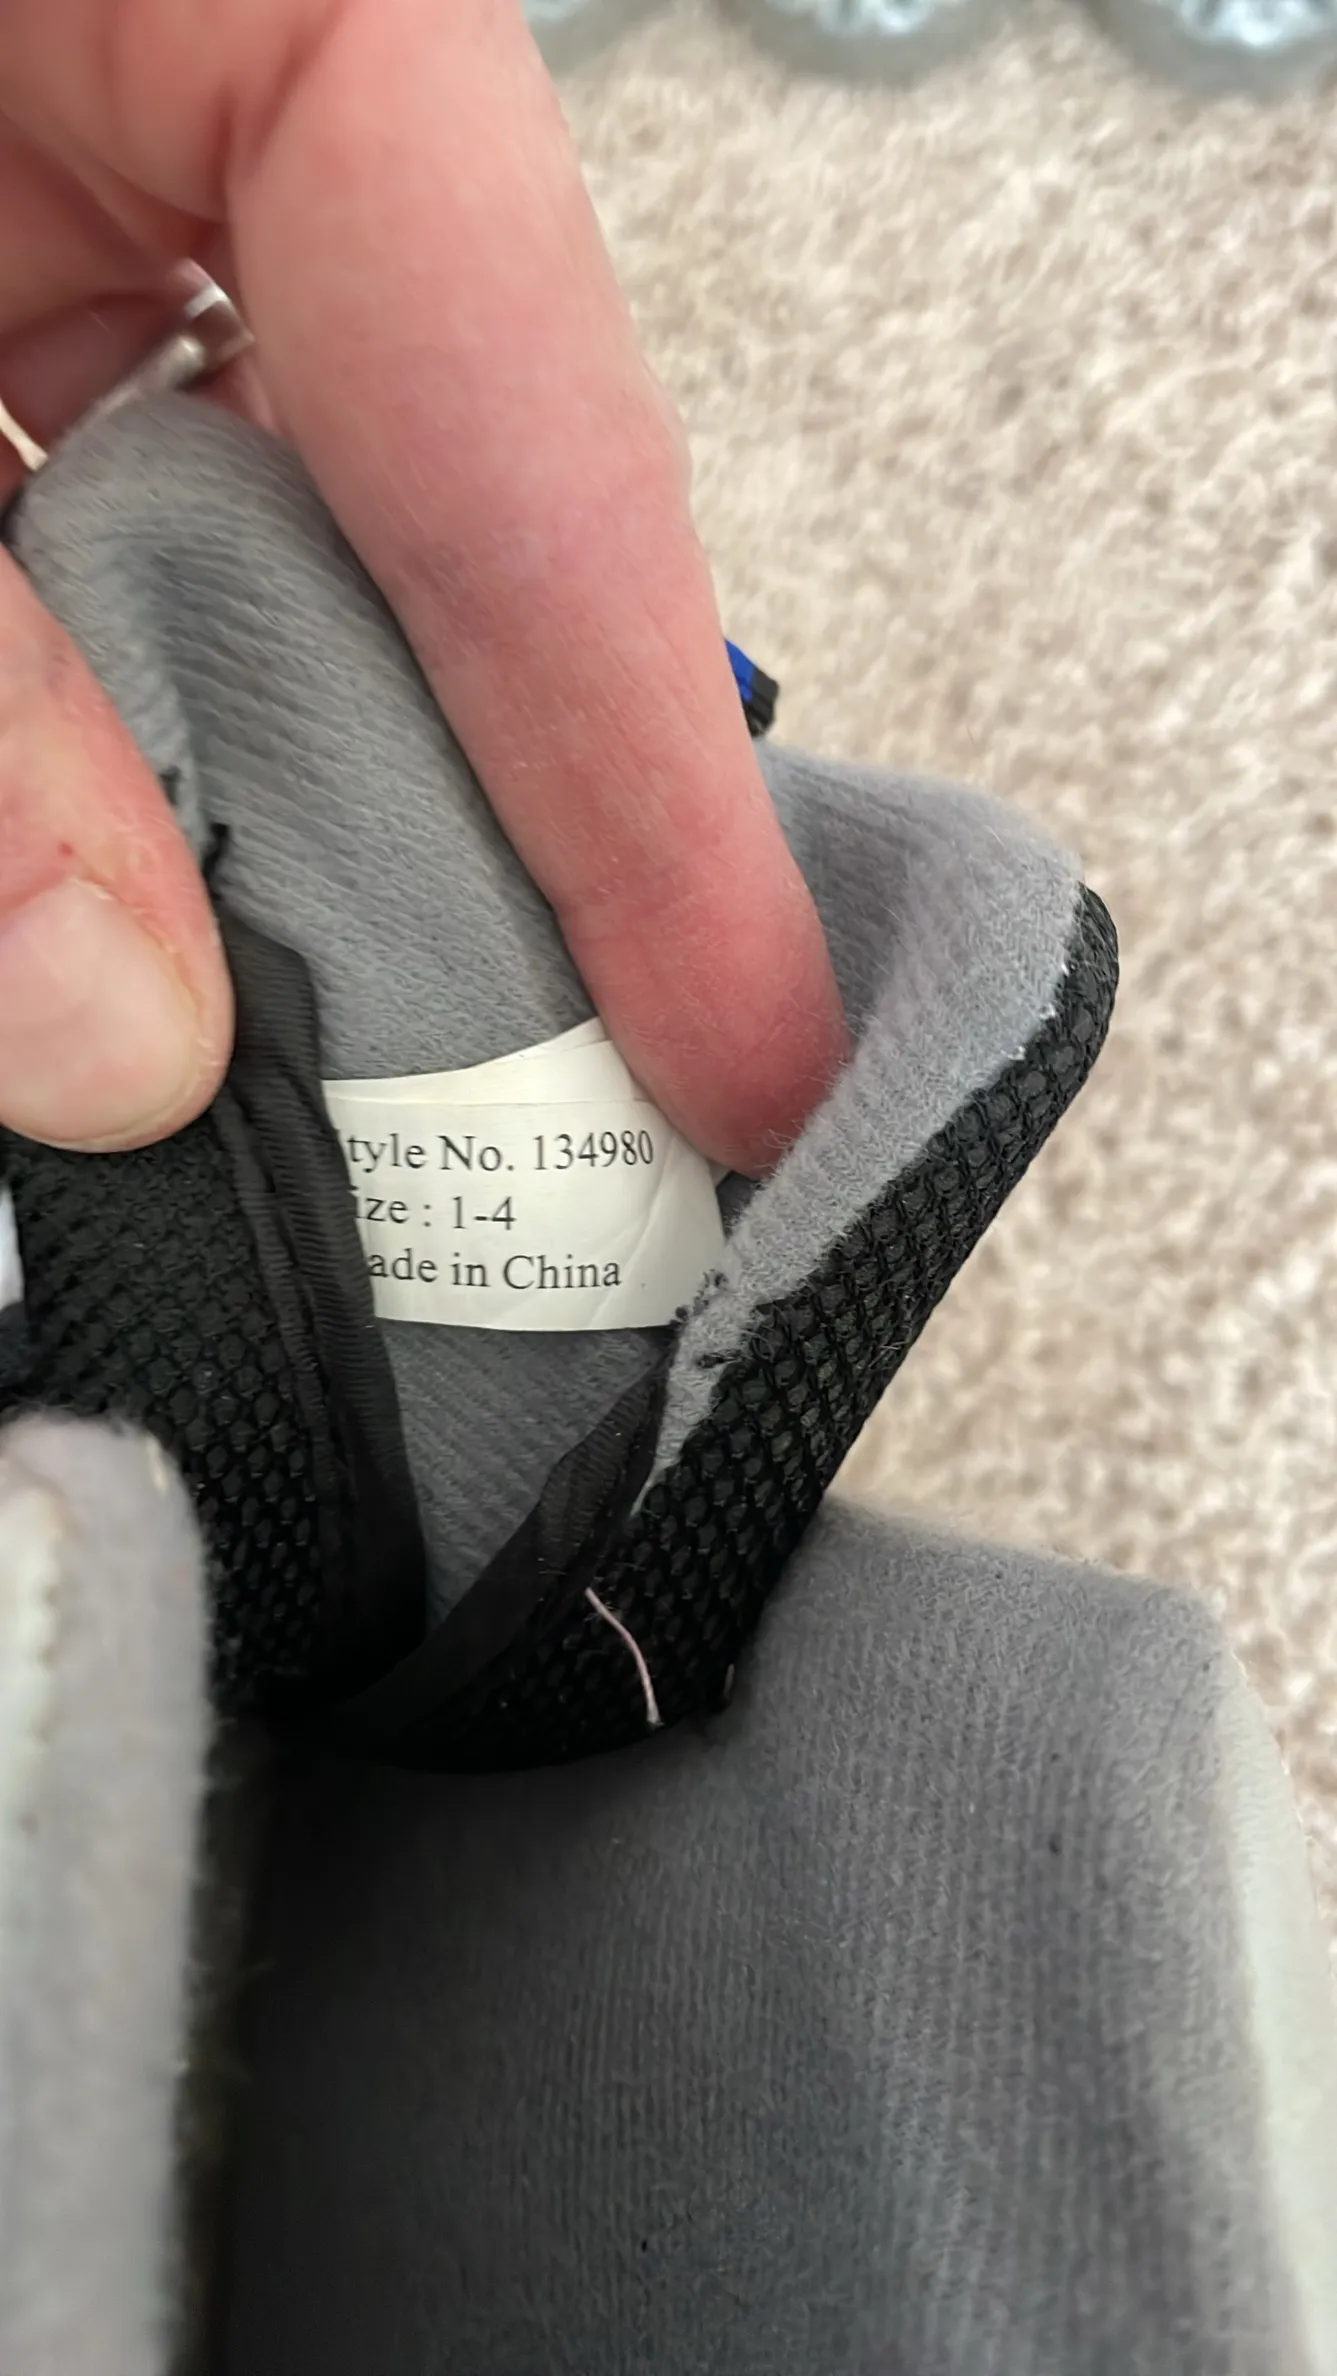 tyle No. 134980
ize : 1-4
ade in China